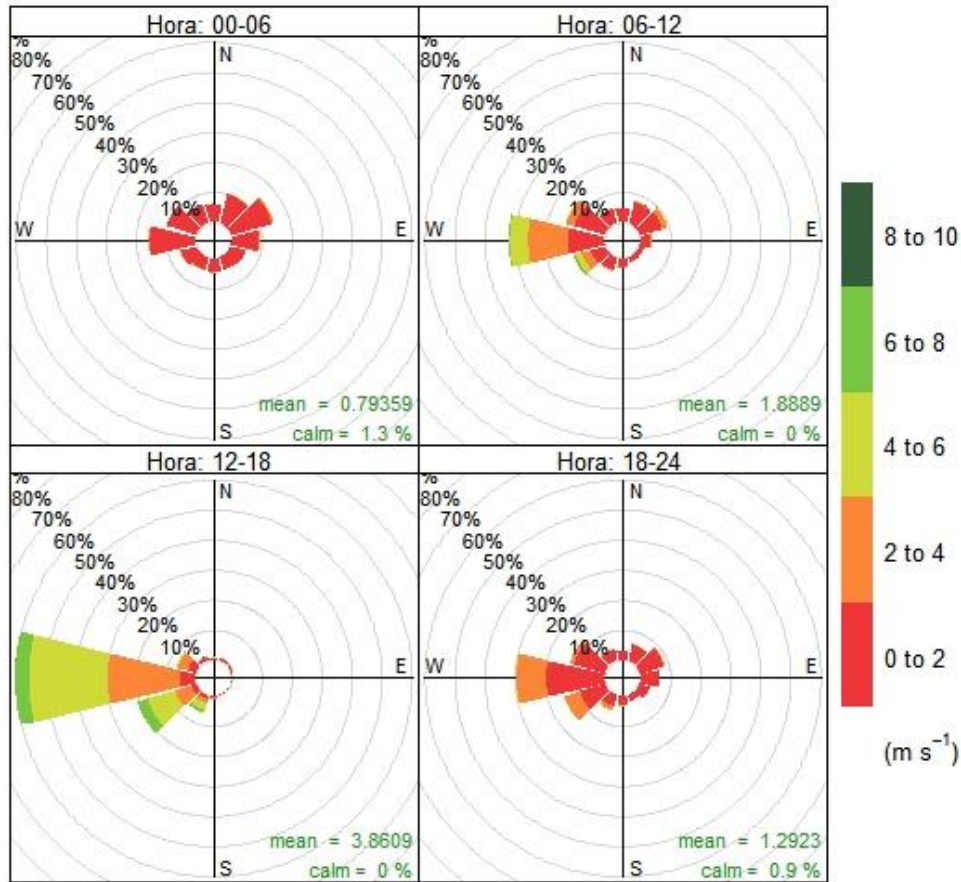 Hora: 00-06
%
80%
70%
60%
50%
40%
30%
20%
10%
N
W
E
S
mean = 0.79359
calm = 1.3 %
Hora: 06-12
%
80%
70%
60%
50%
40%
30%
20%
10%
N
W
E
S
mean = 1.8889
calm = 0 %
Hora: 12-18
%
80%
70%
60%
50%
40%
30%
20%
10%
N
W
E
S
mean = 3.8609
calm = 0 %
Hora: 18-24
%
80%
70%
60%
50%
40%
30%
20%
10%
N
W
E
S
mean = 1.2923
calm = 0.9 %
8 to 10
6 to 8
4 to 6
2 to 4
0 to 2
(m s⁻¹)